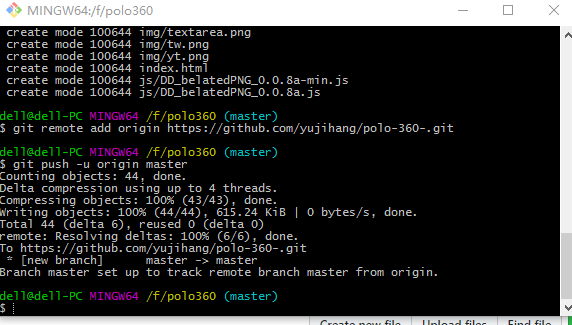 MINGW64:/f/polo360
create mode 100644 img/textarea.png
create mode 100644 img/tw.png
create mode 100644 img/yt.png
create mode 100644 index.html
create mode 100644 js/DD_belatedPNG_0.0.8a-min.js
create mode 100644 js/DD_belatedPNG_0.0.8a.js
dell@dell-PC MINGW64 /f/polo360 (master)
$ git remote add origin https://github.com/yujihang/polo-360-.git
dell@dell-PC MINGW64 /f/polo360 (master)
$ git push -u origin master
Counting objects: 44, done.
Delta compression using up to 4 threads.
Compressing objects: 100% (43/43), done.
Writing objects: 100% (44/44), 615.24 KiB | 0 bytes/s, done.
Total 44 (delta 6), reused 0 (delta 0)
remote: Resolving deltas: 100% (6/6), done.
To https://github.com/yujihang/polo-360-.git
* [new branch] master -> master
Branch master set up to track remote branch master from origin.
dell@dell-PC MINGW64 /f/polo360 (master)
$
Create new file Upload files Find file